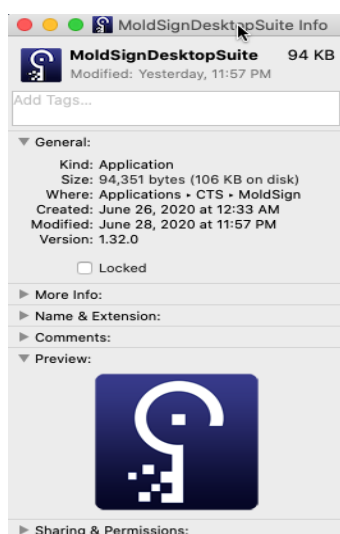 MoldSignDesktopSuite Info
MoldSignDesktopSuite 94 KB
Modified: Yesterday, 11:57 PM
Add Tags...
General:
Kind: Application
Size: 94,351 bytes (106 KB on disk)
Where: Applications ▸ CTS ▸ MoldSign
Created: June 26, 2020 at 12:33 AM
Modified: June 28, 2020 at 11:57 PM
Version: 1.32.0
Locked
More Info:
Name & Extension:
Comments:
Preview:
Sharing & Permissions: